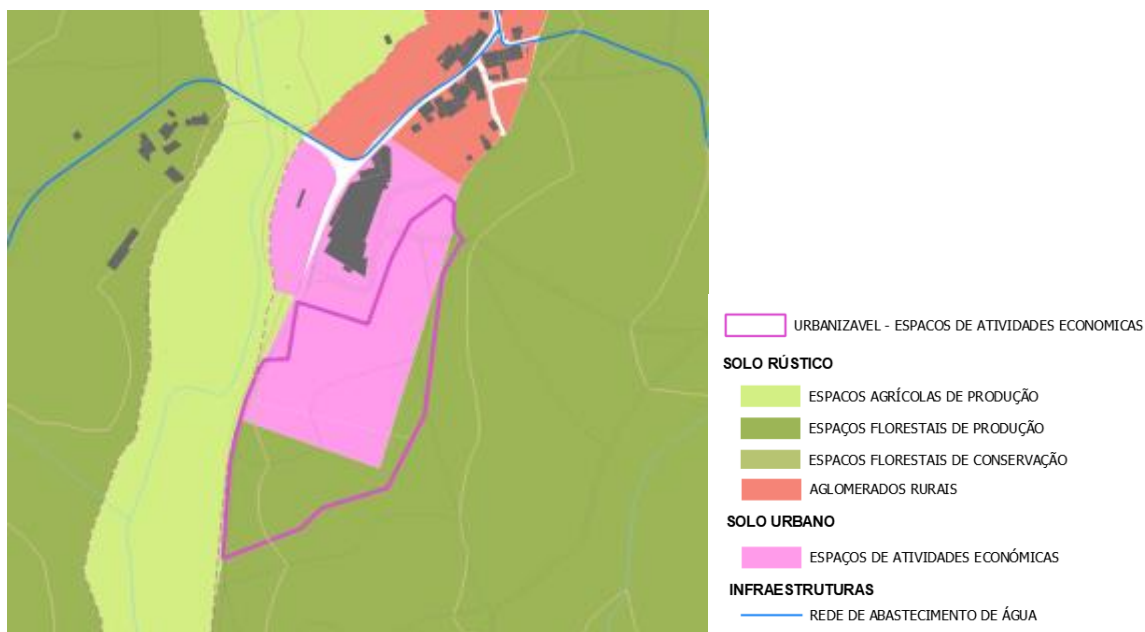 URBANIZAVEL - ESPACOS DE ATIVIDADES ECONOMICAS
SOLO RÚSTICO
ESPACOS AGRÍCOLAS DE PRODUÇÃO
ESPAÇOS FLORESTAIS DE PRODUÇÃO
ESPACOS FLORESTAIS DE CONSERVAÇÃO
AGLOMERADOS RURAIS
SOLO URBANO
ESPAÇOS DE ATIVIDADES ECONÓMICAS
INFRAESTRUTURAS
REDE DE ABASTECIMENTO DE ÁGUA